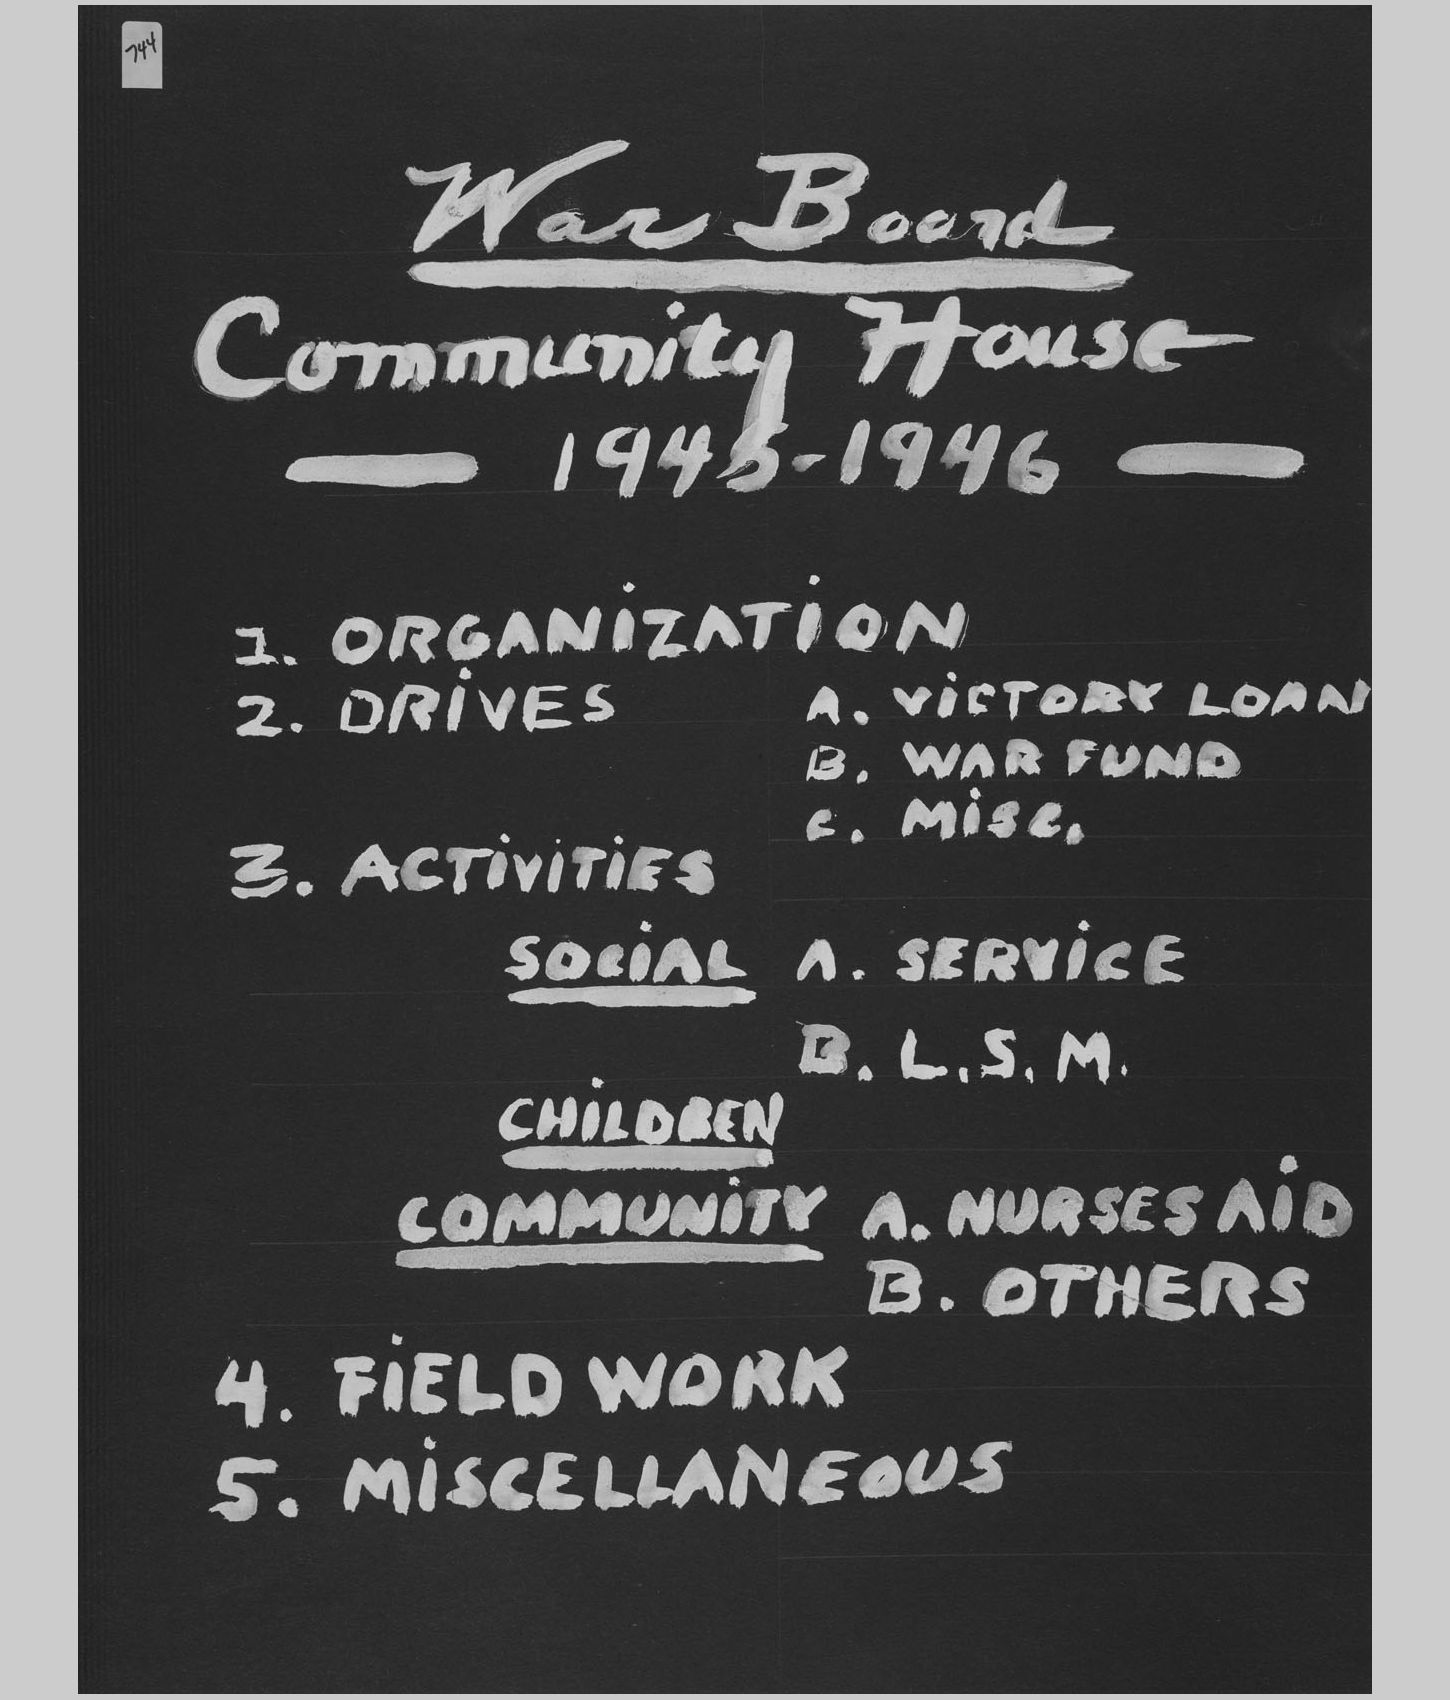 744
War Board
Community House
— 1945-1946 —
1. ORGANIZATION
2. DRIVES A. VICTORY LOAN
B. WAR FUND
C. MISC.
3. ACTIVITIES
SOCIAL A. SERVICE
B. L.S.M.
CHILDREN
COMMUNITY A. NURSES AID
B. OTHERS
4. FIELD WORK
5. MISCELLANEOUS